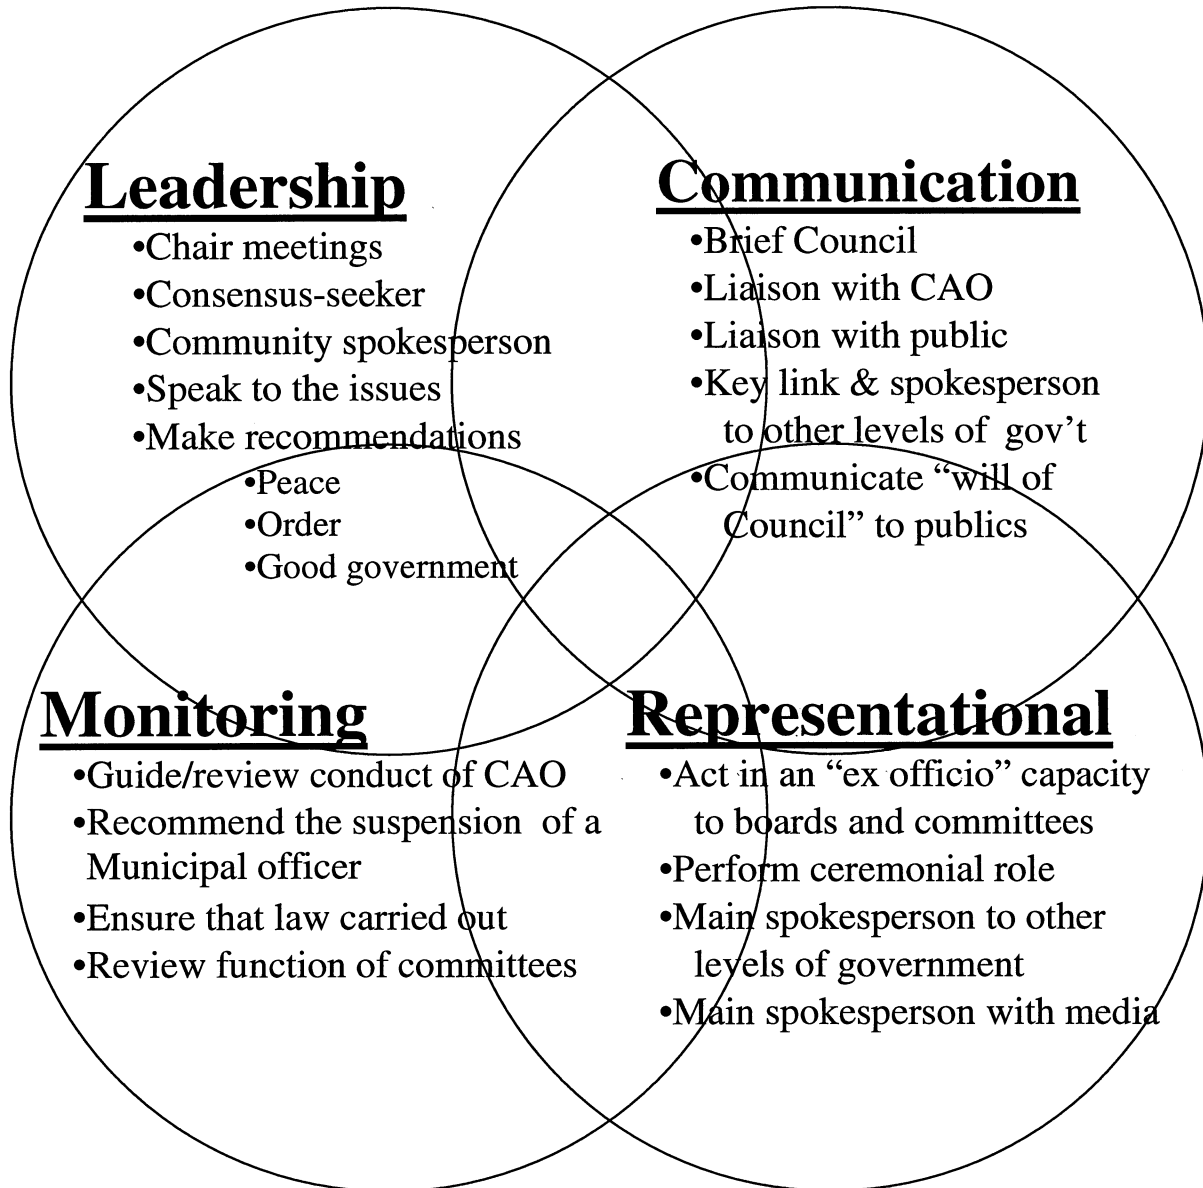 Leadership
•Chair meetings
•Consensus-seeker
•Community spokesperson
•Speak to the issues
•Make recommendations
•Peace
•Order
•Good government
Communication
•Brief Council
•Liaison with CAO
•Liaison with public
•Key link & spokesperson
to other levels of gov't
•Communicate “will of
Council” to publics
Monitoring
•Guide/review conduct of CAO
•Recommend the suspension of a
Municipal officer
•Ensure that law carried out
•Review function of committees
Representational
•Act in an “ex officio” capacity
to boards and committees
•Perform ceremonial role
•Main spokesperson to other
levels of government
•Main spokesperson with media